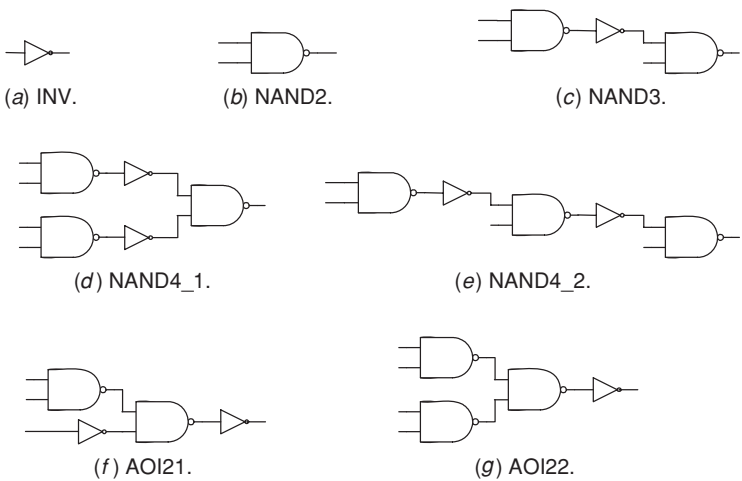 (a) INV.
(b) NAND2.
(c) NAND3.
(d) NAND4_1.
(e) NAND4_2.
(f) AOI21.
(g) AOI22.